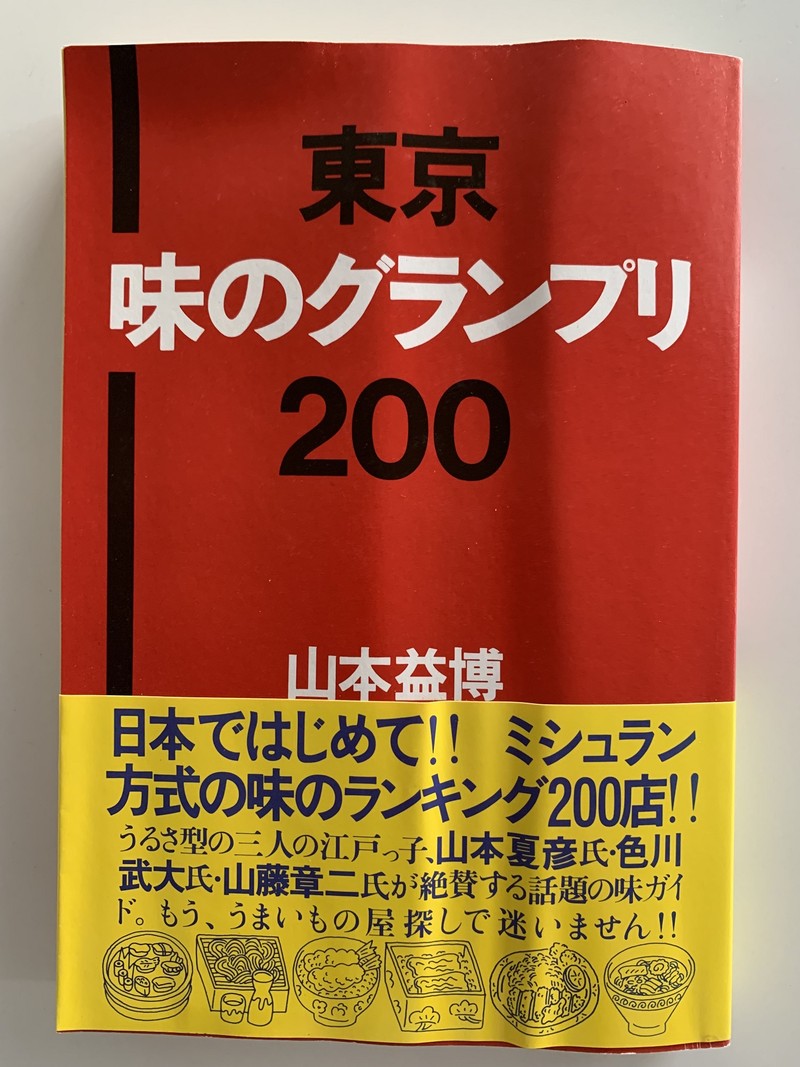 東京
味のグランプリ
200
山本益博
日本ではじめて!! ミシュラン
方式の味のランキング200店!!
うるさ型の三人の江戸っ子、山本夏彦氏・色川
武大氏・山藤章二氏が絶賛する話題の味ガイ
ド。もう、うまいもの屋探しで迷いません!!